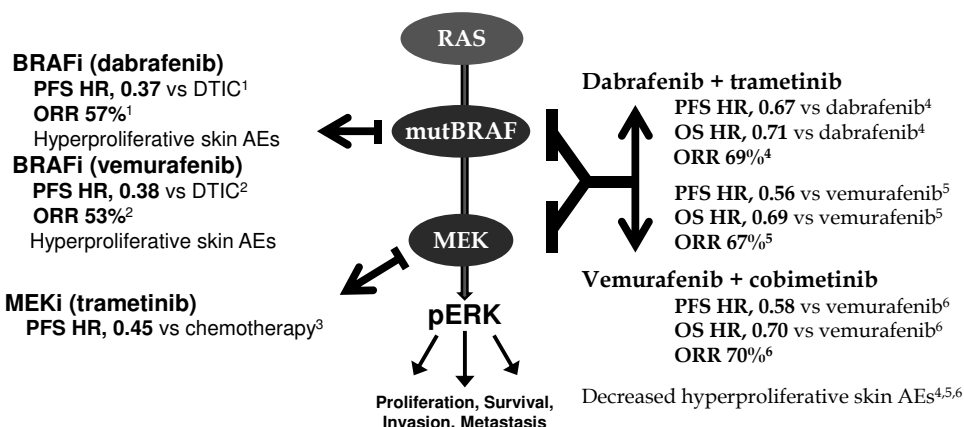 RAS
mutBRAF
MEK
pERK
Proliferation, Survival,
Invasion, Metastasis
BRAFi (dabrafenib)
PFS HR, 0.37 vs DTIC¹
ORR 57%¹
Hyperproliferative skin AEs
BRAFi (vemurafenib)
PFS HR, 0.38 vs DTIC²
ORR 53%²
Hyperproliferative skin AEs
MEKi (trametinib)
PFS HR, 0.45 vs chemotherapy³
Dabrafenib + trametinib
PFS HR, 0.67 vs dabrafenib⁴
OS HR, 0.71 vs dabrafenib⁴
ORR 69%⁴
PFS HR, 0.56 vs vemurafenib⁵
OS HR, 0.69 vs vemurafenib⁵
ORR 67%⁵
Vemurafenib + cobimetinib
PFS HR, 0.58 vs vemurafenib⁶
OS HR, 0.70 vs vemurafenib⁶
ORR 70%⁶
Decreased hyperproliferative skin AEs⁴,⁵,⁶